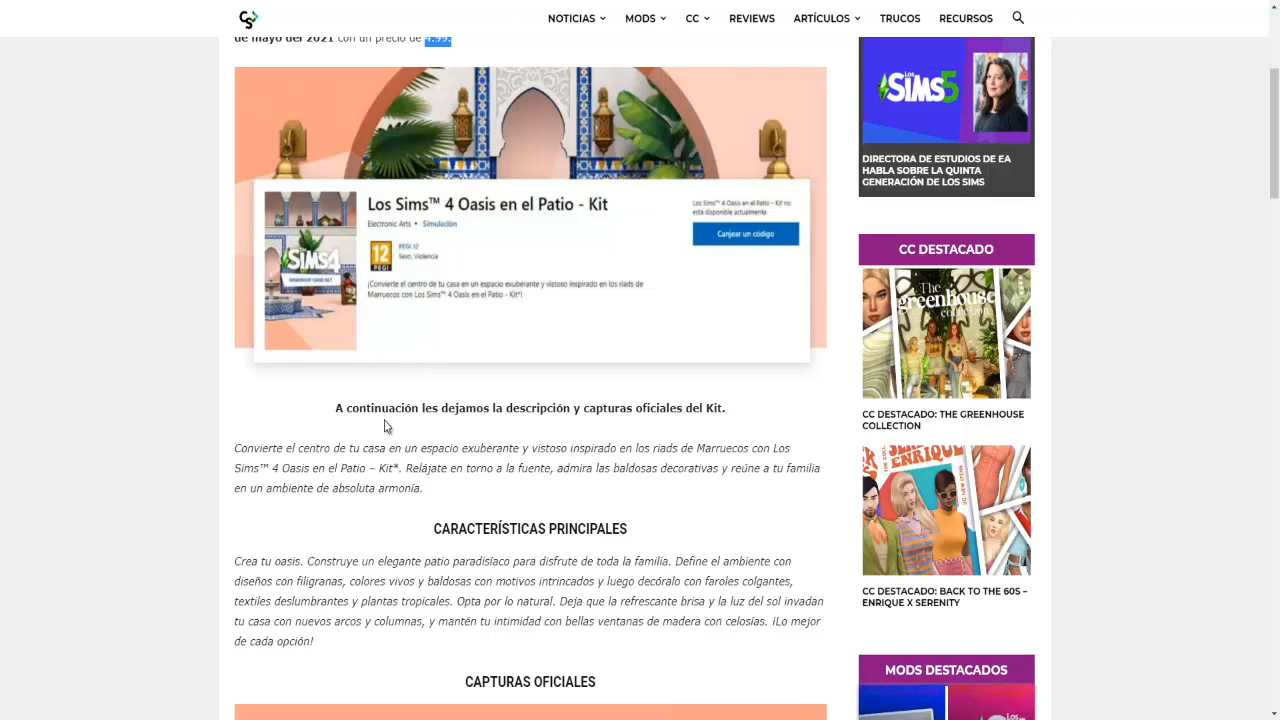 NOTICIAS MODS CC REVIEWS ARTÍCULOS TRUCOS RECURSOS
de mayo del 2021 con un precio de 4.99.
Los Sims™ 4 Oasis en el Patio - Kit
Electronic Arts • Simulación
12
PEGI
PEGI 12
Sexo, Violencia
¡Convierte el centro de tu casa en un espacio exuberante y vistoso inspirado en los riads de
Marruecos con Los Sims™ 4 Oasis en el Patio - Kit*!
Los Sims™ 4 Oasis en el Patio - Kit no
está disponible actualmente.
Canjear un código
SIMS4
A continuación les dejamos la descripción y capturas oficiales del Kit.
Convierte el centro de tu casa en un espacio exuberante y vistoso inspirado en los riads de Marruecos con Los
Sims™ 4 Oasis en el Patio – Kit*. Relájate en torno a la fuente, admira las baldosas decorativas y reúne a tu familia
en un ambiente de absoluta armonía.
CARACTERÍSTICAS PRINCIPALES
Crea tu oasis. Construye un elegante patio paradisíaco para disfrute de toda la familia. Define el ambiente con
diseños con filigranas, colores vivos y baldosas con motivos intrincados y luego decóralo con faroles colgantes,
textiles deslumbrantes y plantas tropicales. Opta por lo natural. Deja que la refrescante brisa y la luz del sol invadan
tu casa con nuevos arcos y columnas, y mantén tu intimidad con bellas ventanas de madera con celosías. ¡Lo mejor
de cada opción!
CAPTURAS OFICIALES
Los SIMS5
DIRECTORA DE ESTUDIOS DE EA
HABLA SOBRE LA QUINTA
GENERACIÓN DE LOS SIMS
CC DESTACADO
The
greenhouse
collection
CC DESTACADO: THE GREENHOUSE
COLLECTION
ENRIQUE
CC DESTACADO: BACK TO THE 60S –
ENRIQUE X SERENITY
MODS DESTACADOS
Los